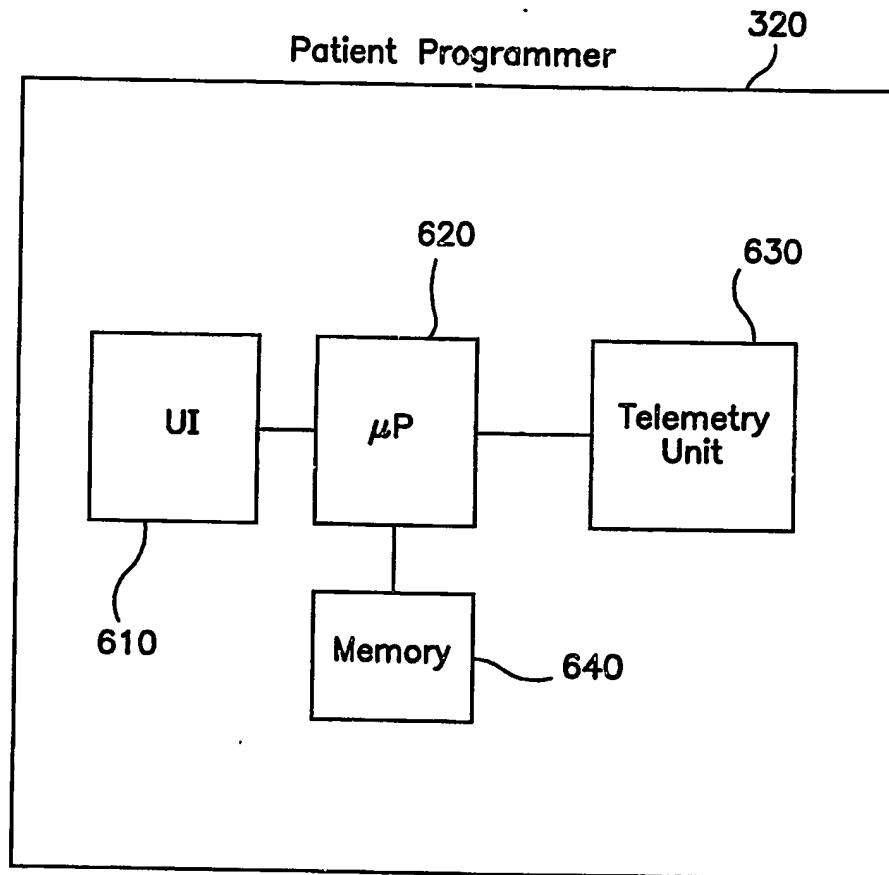 320
Patient Programmer
620
630
UI
μP
Telemetry
Unit
610
Memory
640